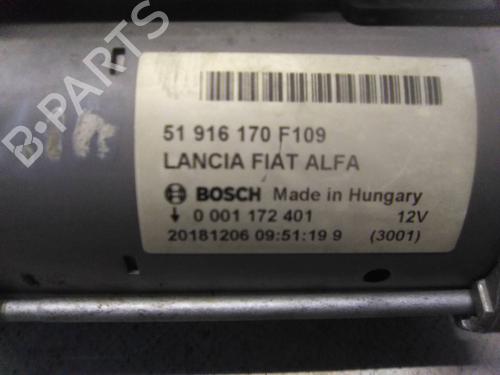 51 916 170 F109
LANCIA FIAT ALFA
BOSCH Made in Hungary
0 001 172 401 12V
20181206 09:51:19 9 (3001)
B-PARTS